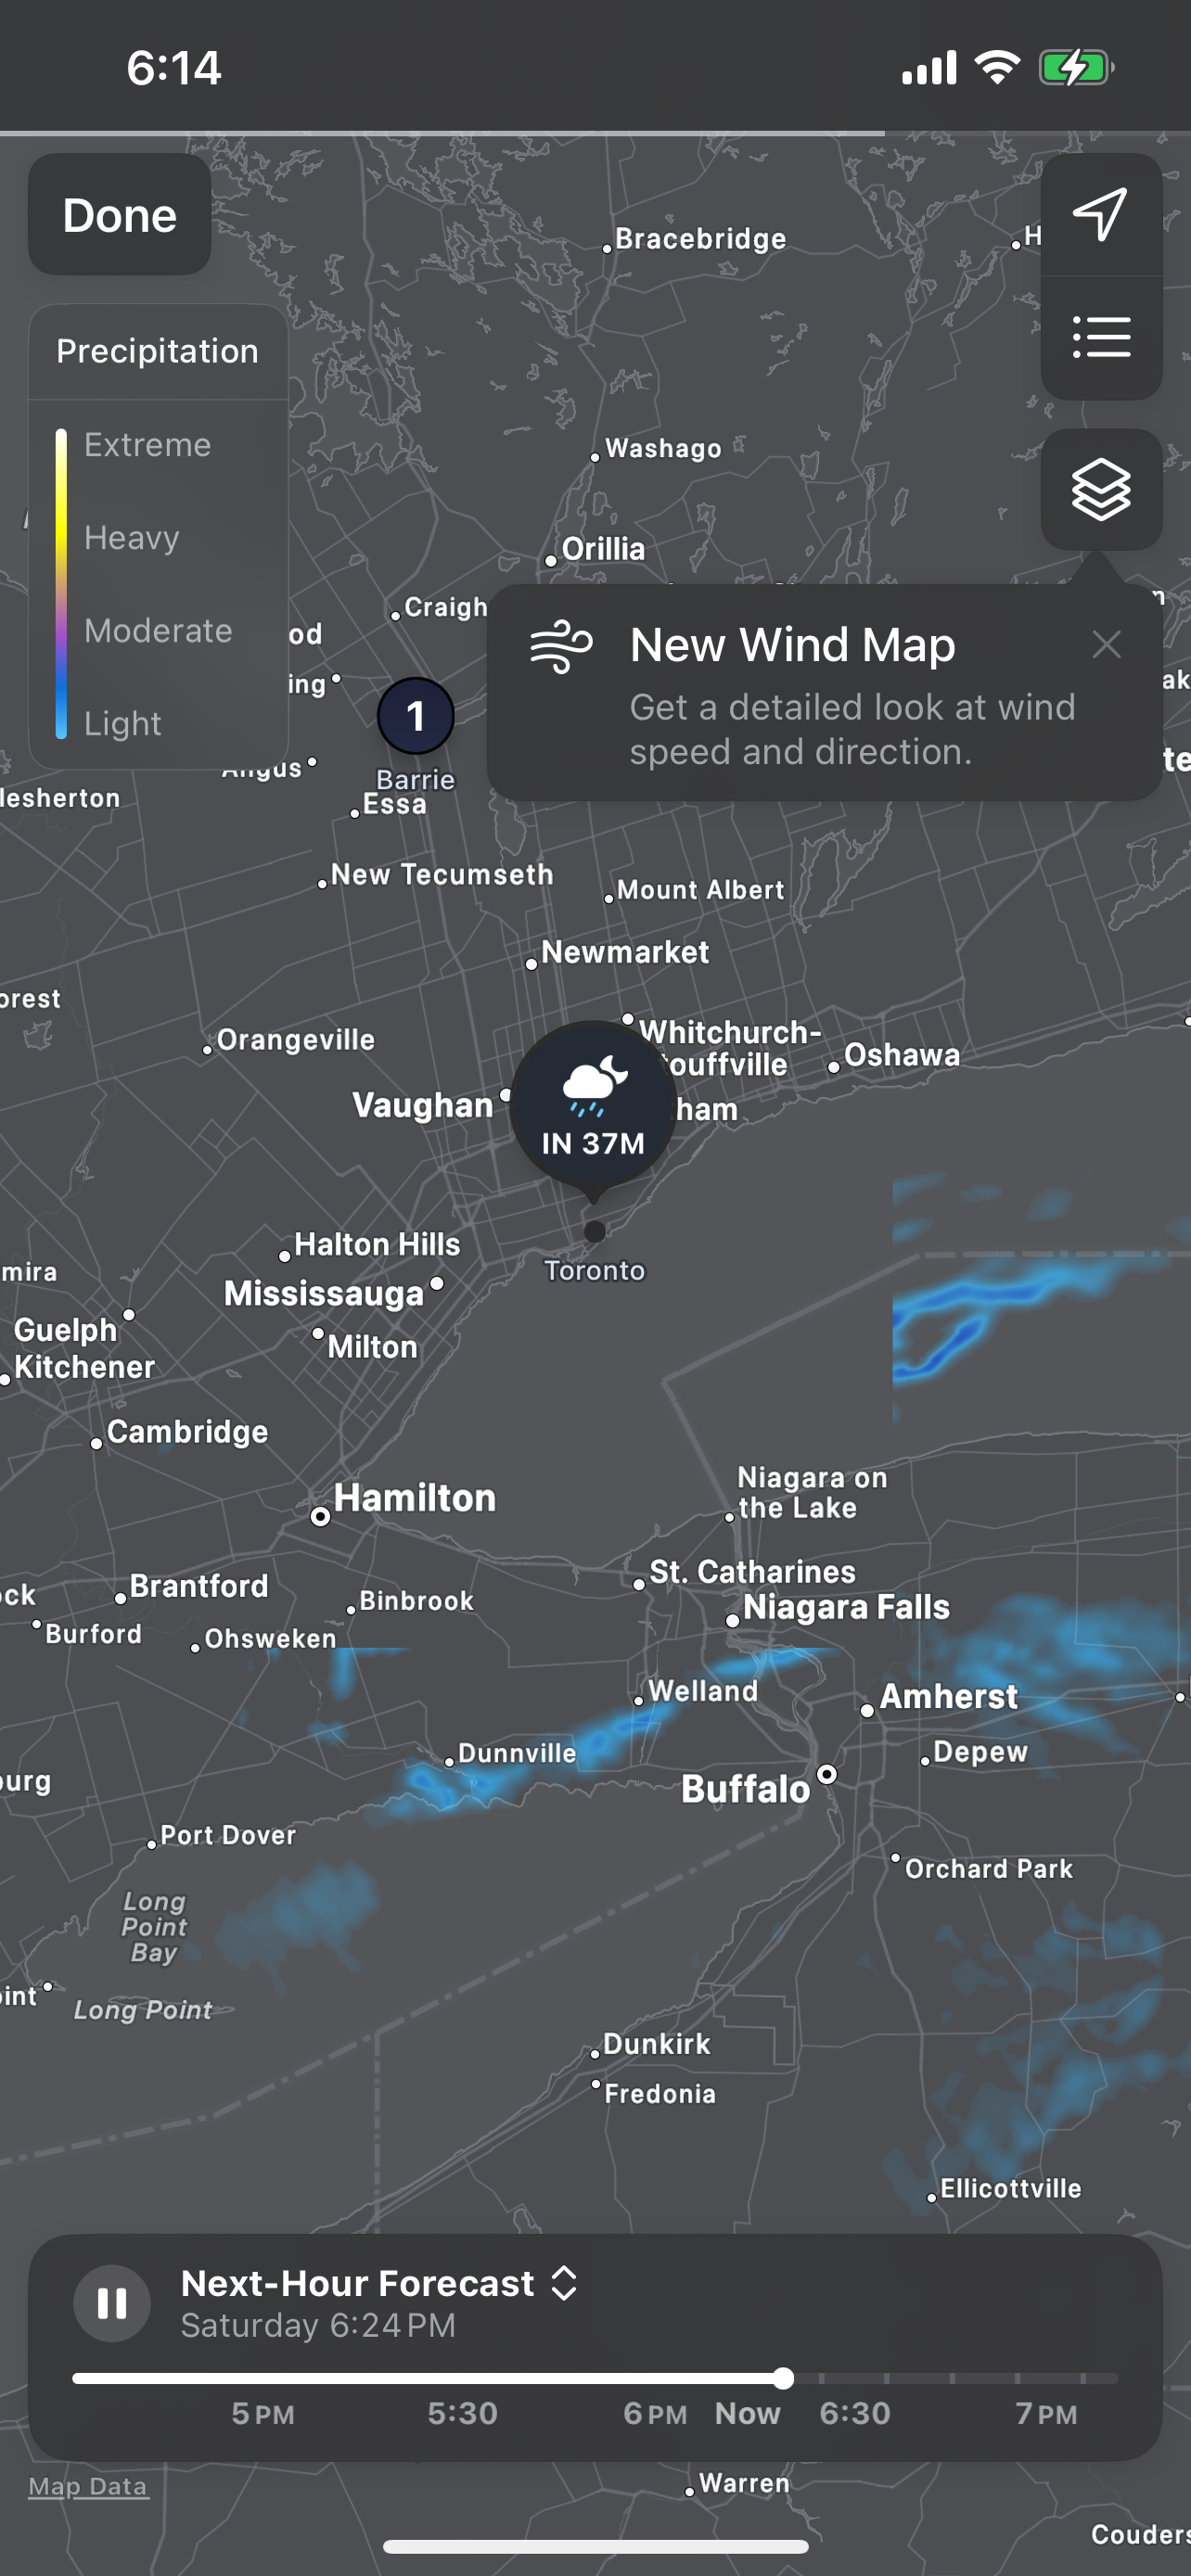 6:14
Done
Bracebridge
H
Precipitation
Extreme
Heavy
Moderate
Light
Washago
Orillia
Craigh
od
ing
1
Barrie
New Wind Map
Get a detailed look at wind
speed and direction.
n
ak
te
Angus
lesherton
Essa
New Tecumseth
Mount Albert
Newmarket
orest
Orangeville
Whitchurch-
touffville
Oshawa
Vaughan
ham
IN 37M
Toronto
Halton Hills
mira
Mississauga
Guelph
Milton
Kitchener
Cambridge
Hamilton
Niagara on
the Lake
St. Catharines
Niagara Falls
ock
Brantford
Binbrook
Burford
Ohsweken
Welland
Amherst
Dunnville
Depew
burg
Buffalo
Port Dover
Orchard Park
Long
Point
Bay
oint
Long Point
Dunkirk
Fredonia
Ellicottville
Next-Hour Forecast
Saturday 6:24 PM
5 PM 5:30 6 PM Now 6:30 7 PM
Map Data
Warren
Couders